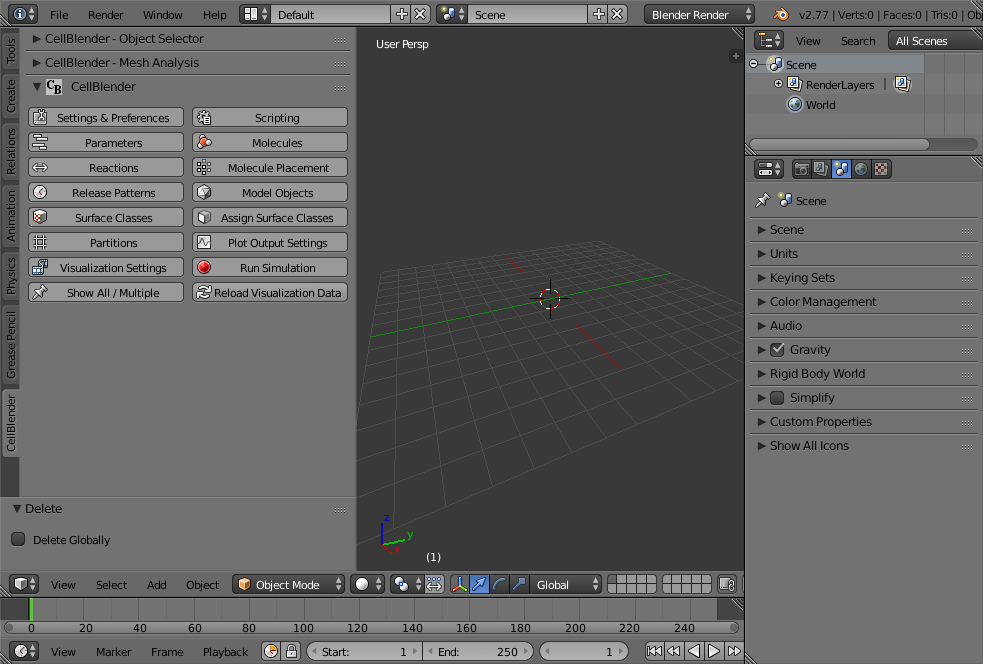 File Render Window Help Default Scene Blender Render v2.77 | Verts:0 | Faces:0 | Tris:0 | Obj
CellBlender - Object Selector
CellBlender - Mesh Analysis
CB CellBlender
Settings & Preferences Scripting
Parameters Molecules
Reactions Molecule Placement
Release Patterns Model Objects
Surface Classes Assign Surface Classes
Partitions Plot Output Settings
Visualization Settings Run Simulation
Show All / Multiple Reload Visualization Data
Tools
Create
Relations
Animation
Physics
Grease Pencil
CellBlender
Delete
Delete Globally
User Persp
z
y
x
(1)
View Select Add Object Object Mode Global
0 20 40 60 80 100 120 140 160 180 200 220 240
View Marker Frame Playback Start: 1 End: 250 1
View Search All Scenes
Scene
RenderLayers |
World
Scene
Scene
Units
Keying Sets
Color Management
Audio
Gravity
Rigid Body World
Simplify
Custom Properties
Show All Icons